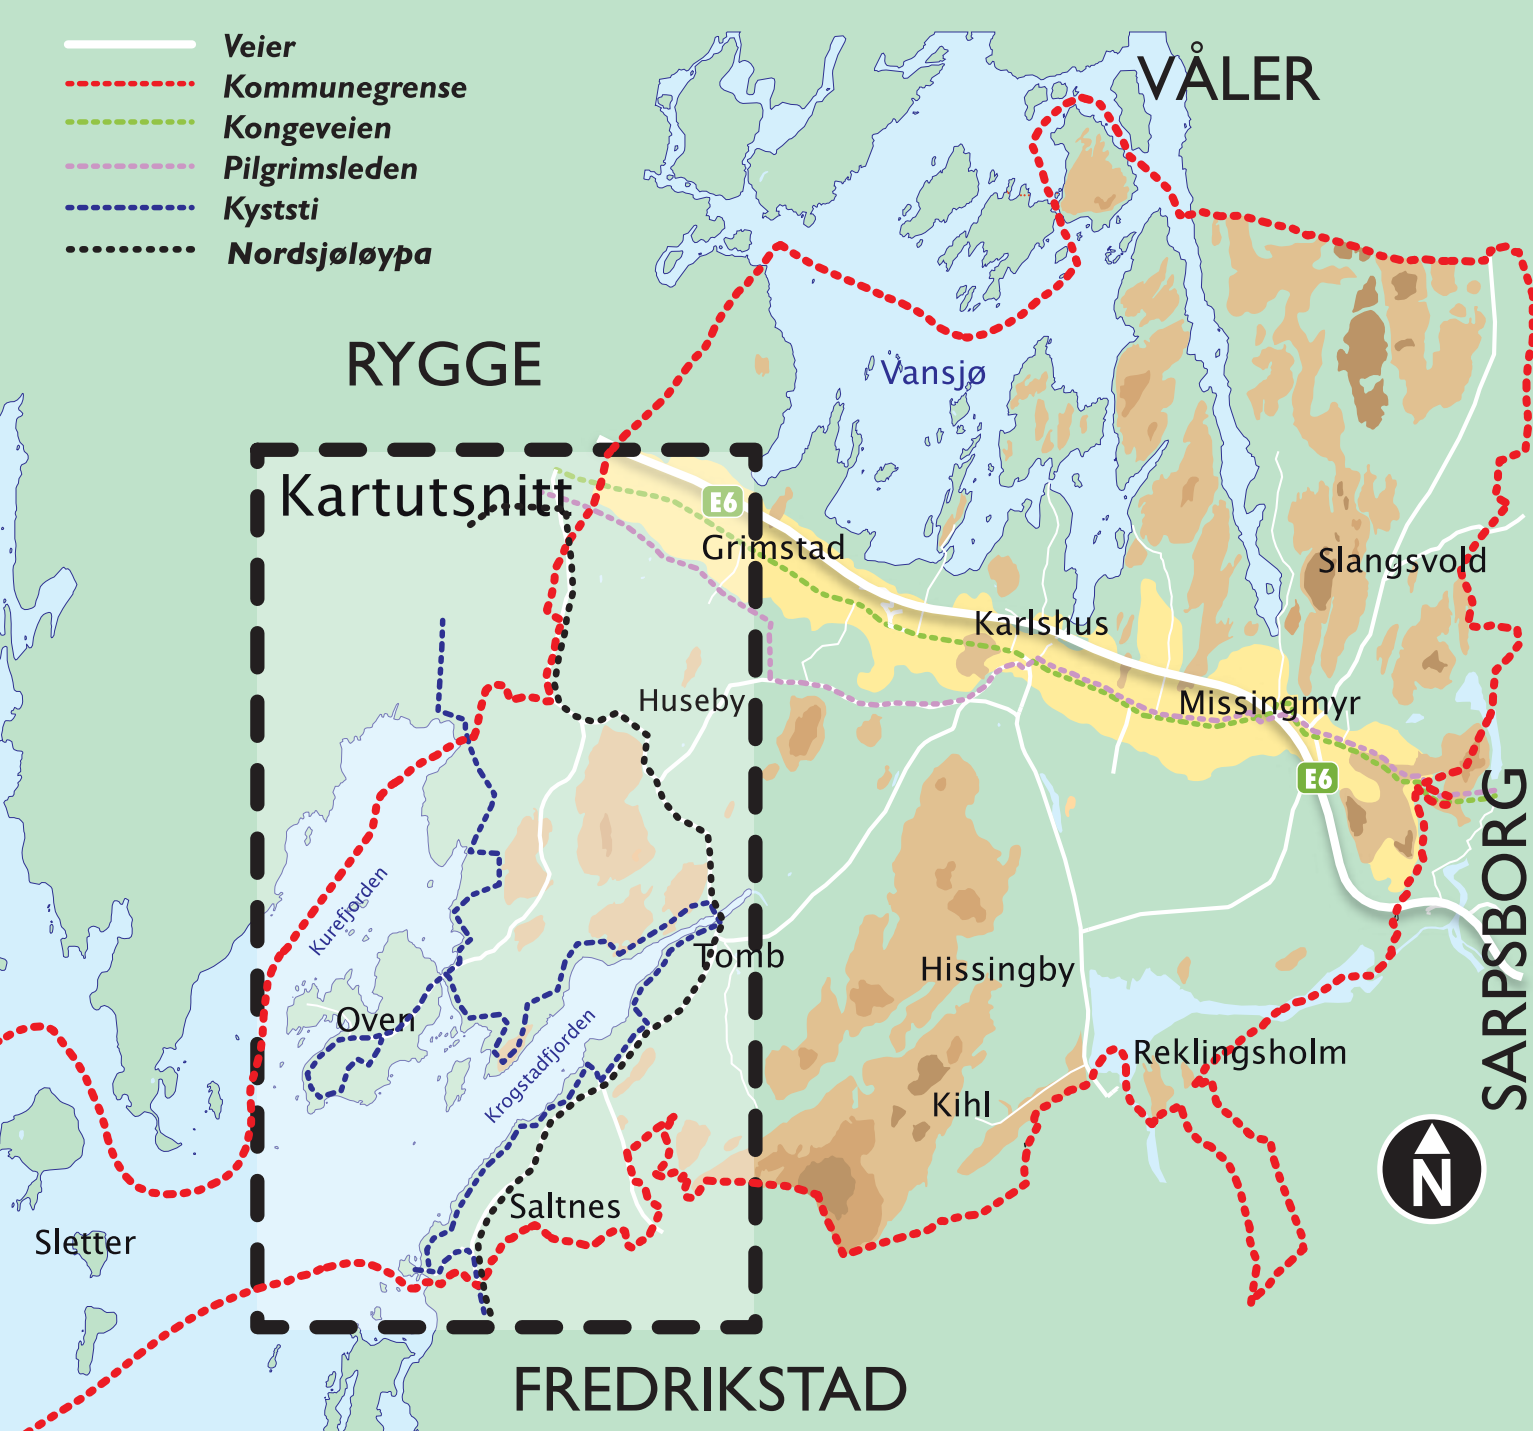 Veier
Kommunegrense
Kongeveien
Pilgrimsleden
Kyststi
Nordsjøløypa
VÅLER
RYGGE
Vansjø
Kartutsnitt
E6
Grimstad
Slangsvold
Karlshus
Huseby
Missingmyr
E6
SARPSBORG
Kurefjorden
Tomb
Hissingby
Oven
Krogstadfjorden
Reklingsholm
Kihl
N
Saltnes
Sletter
FREDRIKSTAD